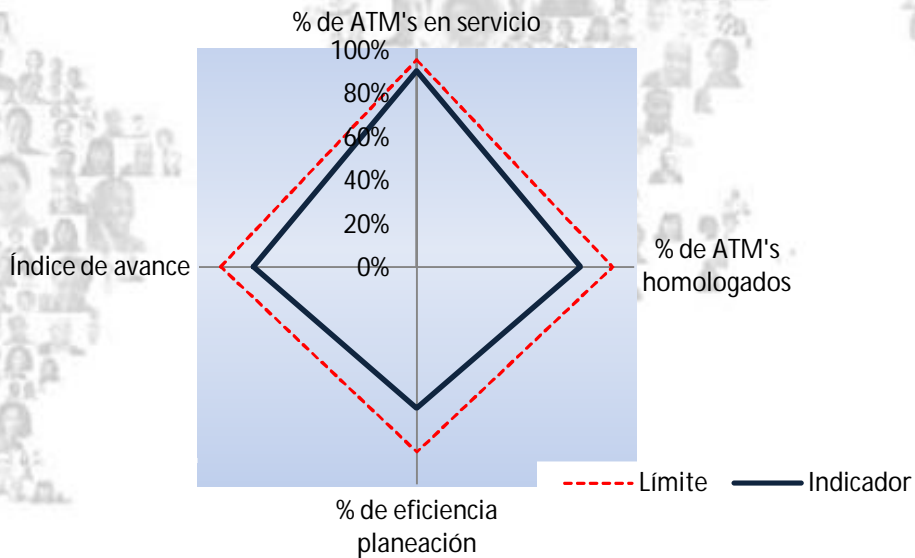 % de ATM's en servicio
100%
80%
60%
40%
20%
0%
Índice de avance
% de ATM's
homologados
% de eficiencia
planeación
Límite
Indicador